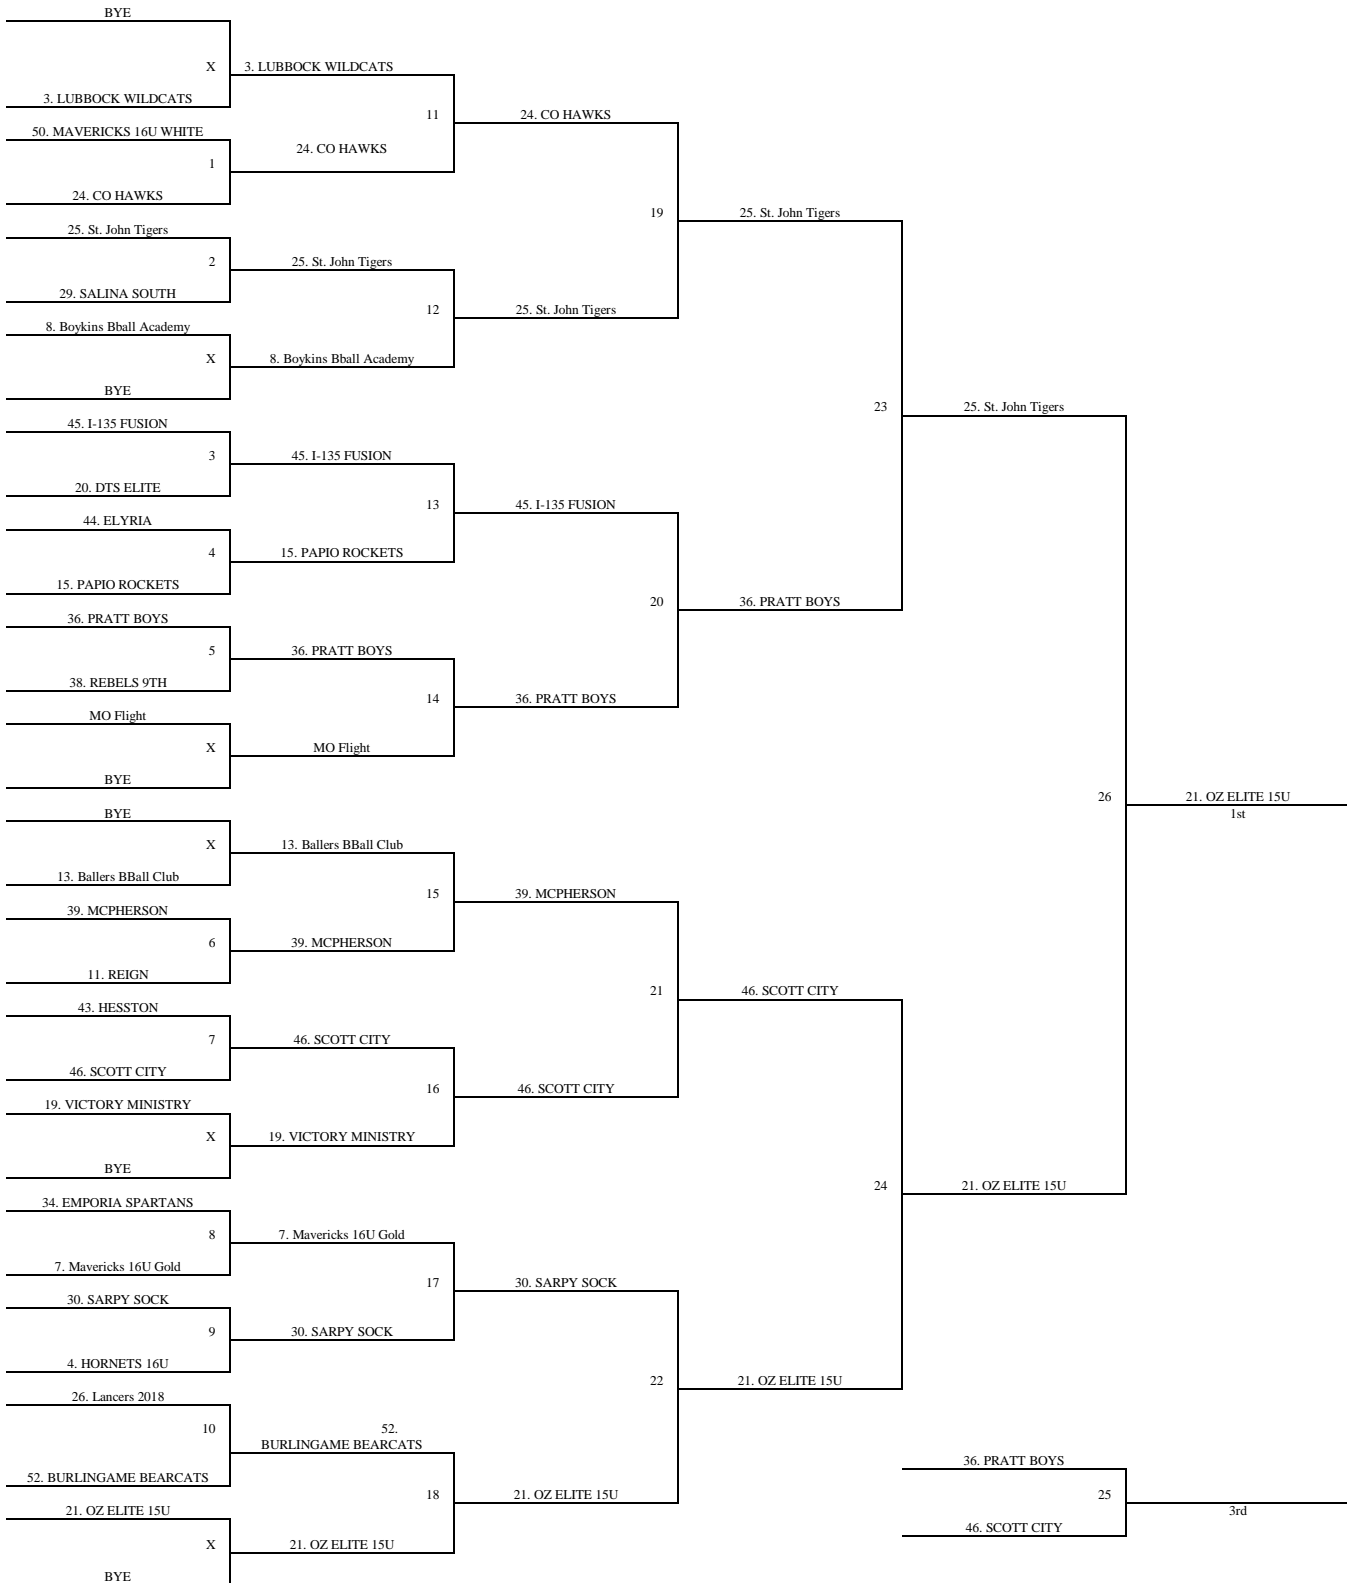 BYE
X
3. LUBBOCK WILDCATS
3. LUBBOCK WILDCATS
11
24. CO HAWKS
50. MAVERICKS 16U WHITE
24. CO HAWKS
1
24. CO HAWKS
19
25. St. John Tigers
25. St. John Tigers
2
25. St. John Tigers
29. SALINA SOUTH
12
25. St. John Tigers
8. Boykins Bball Academy
X
8. Boykins Bball Academy
BYE
23
25. St. John Tigers
45. I-135 FUSION
3
45. I-135 FUSION
20. DTS ELITE
13
45. I-135 FUSION
44. ELYRIA
4
15. PAPIO ROCKETS
15. PAPIO ROCKETS
20
36. PRATT BOYS
36. PRATT BOYS
5
36. PRATT BOYS
38. REBELS 9TH
14
36. PRATT BOYS
MO Flight
X
MO Flight
BYE
26
21. OZ ELITE 15U
1st
BYE
X
13. Ballers BBall Club
13. Ballers BBall Club
15
39. MCPHERSON
39. MCPHERSON
6
39. MCPHERSON
11. REIGN
21
46. SCOTT CITY
43. HESSTON
7
46. SCOTT CITY
46. SCOTT CITY
16
46. SCOTT CITY
19. VICTORY MINISTRY
X
19. VICTORY MINISTRY
BYE
24
21. OZ ELITE 15U
34. EMPORIA SPARTANS
8
7. Mavericks 16U Gold
7. Mavericks 16U Gold
17
30. SARPY SOCK
30. SARPY SOCK
9
30. SARPY SOCK
4. HORNETS 16U
22
21. OZ ELITE 15U
26. Lancers 2018
10
52.
BURLINGAME BEARCATS
52. BURLINGAME BEARCATS
18
21. OZ ELITE 15U
21. OZ ELITE 15U
X
21. OZ ELITE 15U
BYE
36. PRATT BOYS
25
3rd
46. SCOTT CITY